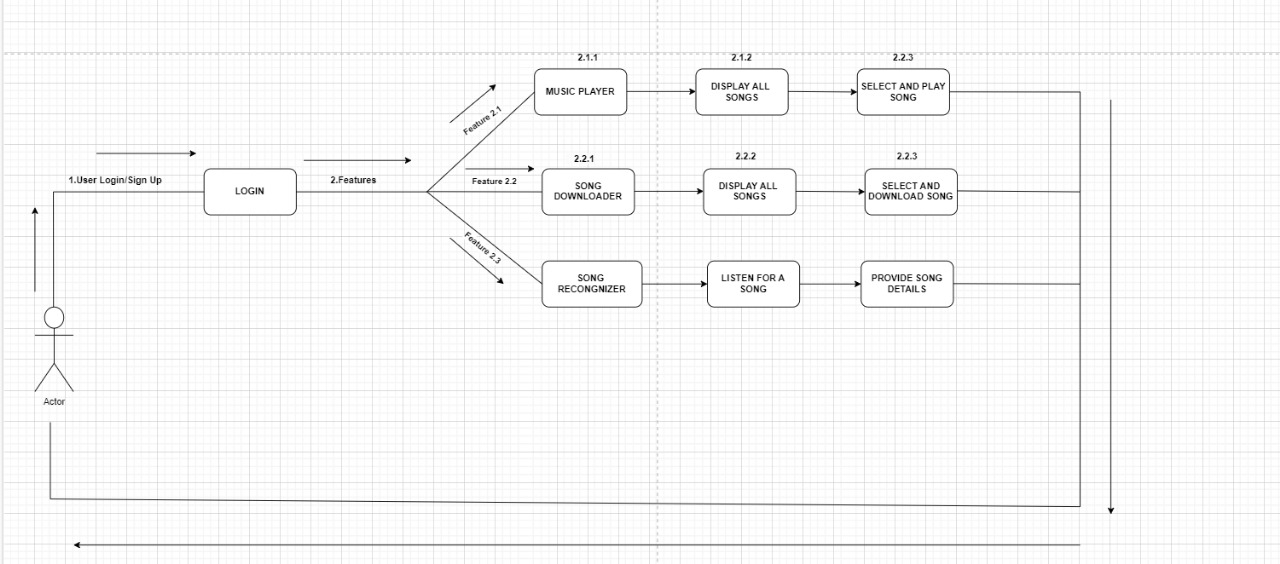 2.1.1
2.1.2
2.2.3
MUSIC PLAYER
DISPLAY ALL
SONGS
SELECT AND PLAY
SONG
Feature 2.1
1.User Login/Sign Up
LOGIN
2.Features
Feature 2.2
2.2.1
2.2.2
2.2.3
SONG
DOWNLOADER
DISPLAY ALL
SONGS
SELECT AND
DOWNLOAD SONG
Feature 2.3
SONG
RECONGNIZER
LISTEN FOR A
SONG
PROVIDE SONG
DETAILS
Actor